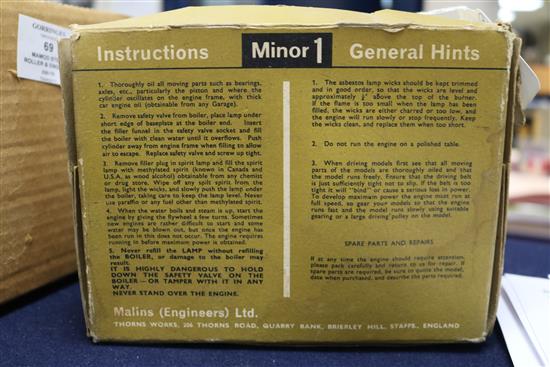 GORRINGE
69
MAMOD
ROLLER &
Instructions
Minor 1
General Hints
1. Thoroughly oil all moving parts such as bearings,
axles, etc., particularly the piston and where the
cylinder oscillates on the engine frame, with thick
car engine oil (obtainable from any Garage).
2. Remove safety valve from boiler, place lamp under
short edge of baseplate at the boiler end. Insert
the filler funnel in the safety valve socket and fill
the boiler with clean water until it overflows. Push
cylinder away from engine frame when filling to allow
air to escape. Replace safety valve and screw up tight.
3. Remove filler plug in spirit lamp and fill the spirit
lamp with methylated spirit (known in Canada and
U.S.A. as wood alcohol) obtainable from any chemist
or drug store. Wipe off any spilt spirit from the
lamp, light the wicks, and slowly push the lamp under
the boiler, taking care to keep the lamp level. Never
use paraffin or any fuel other than methylated spirit.
4. When the water boils and steam is up, start the
engine by giving the flywheel a few turns. Sometimes
new engines are rather difficult to start and some
water may be blown out, but once the engine has
been run in this does not occur. The engine requires
running in before maximum power is obtained.
5. Never refill the LAMP without refilling
the BOILER, or damage to the boiler may
result.
IT IS HIGHLY DANGEROUS TO HOLD
DOWN THE SAFETY VALVE ON THE
BOILER — OR TAMPER WITH IT IN ANY
WAY.
NEVER STAND OVER THE ENGINE.
1. The asbestos lamp wicks should be kept trimmed
and in good order, so that the wicks are level and
approximately ⅛" above the top of the burner.
If the flame is too small when the lamp has been
filled, the wicks are either charred or too low, and
the engine will run slowly or stop frequently. Keep
the wicks clean, and replace them when too short.
2. Do not run the engine on a polished table.
3. When driving models first see that all moving
parts of the models are thoroughly oiled and that
the model runs freely. Ensure that the driving belt
is just sufficiently tight not to slip. If the belt is too
tight it will "bind" or cause a serious loss in power.
To develop maximum power the engine must run at
full speed, so gear your models so that the engine
runs fast and the model runs slowly using suitable
gearing or a large driving pulley on the model.
SPARE PARTS AND REPAIRS
If at any time the engine should require attention,
please pack carefully and return to us for repair. If
spare parts are required, be sure to quote the model,
date when purchased, and describe the parts required.
Malins (Engineers) Ltd.
THORNS WORKS, 206 THORNS ROAD, QUARRY BANK, BRIERLEY HILL, STAFFS., ENGLAND